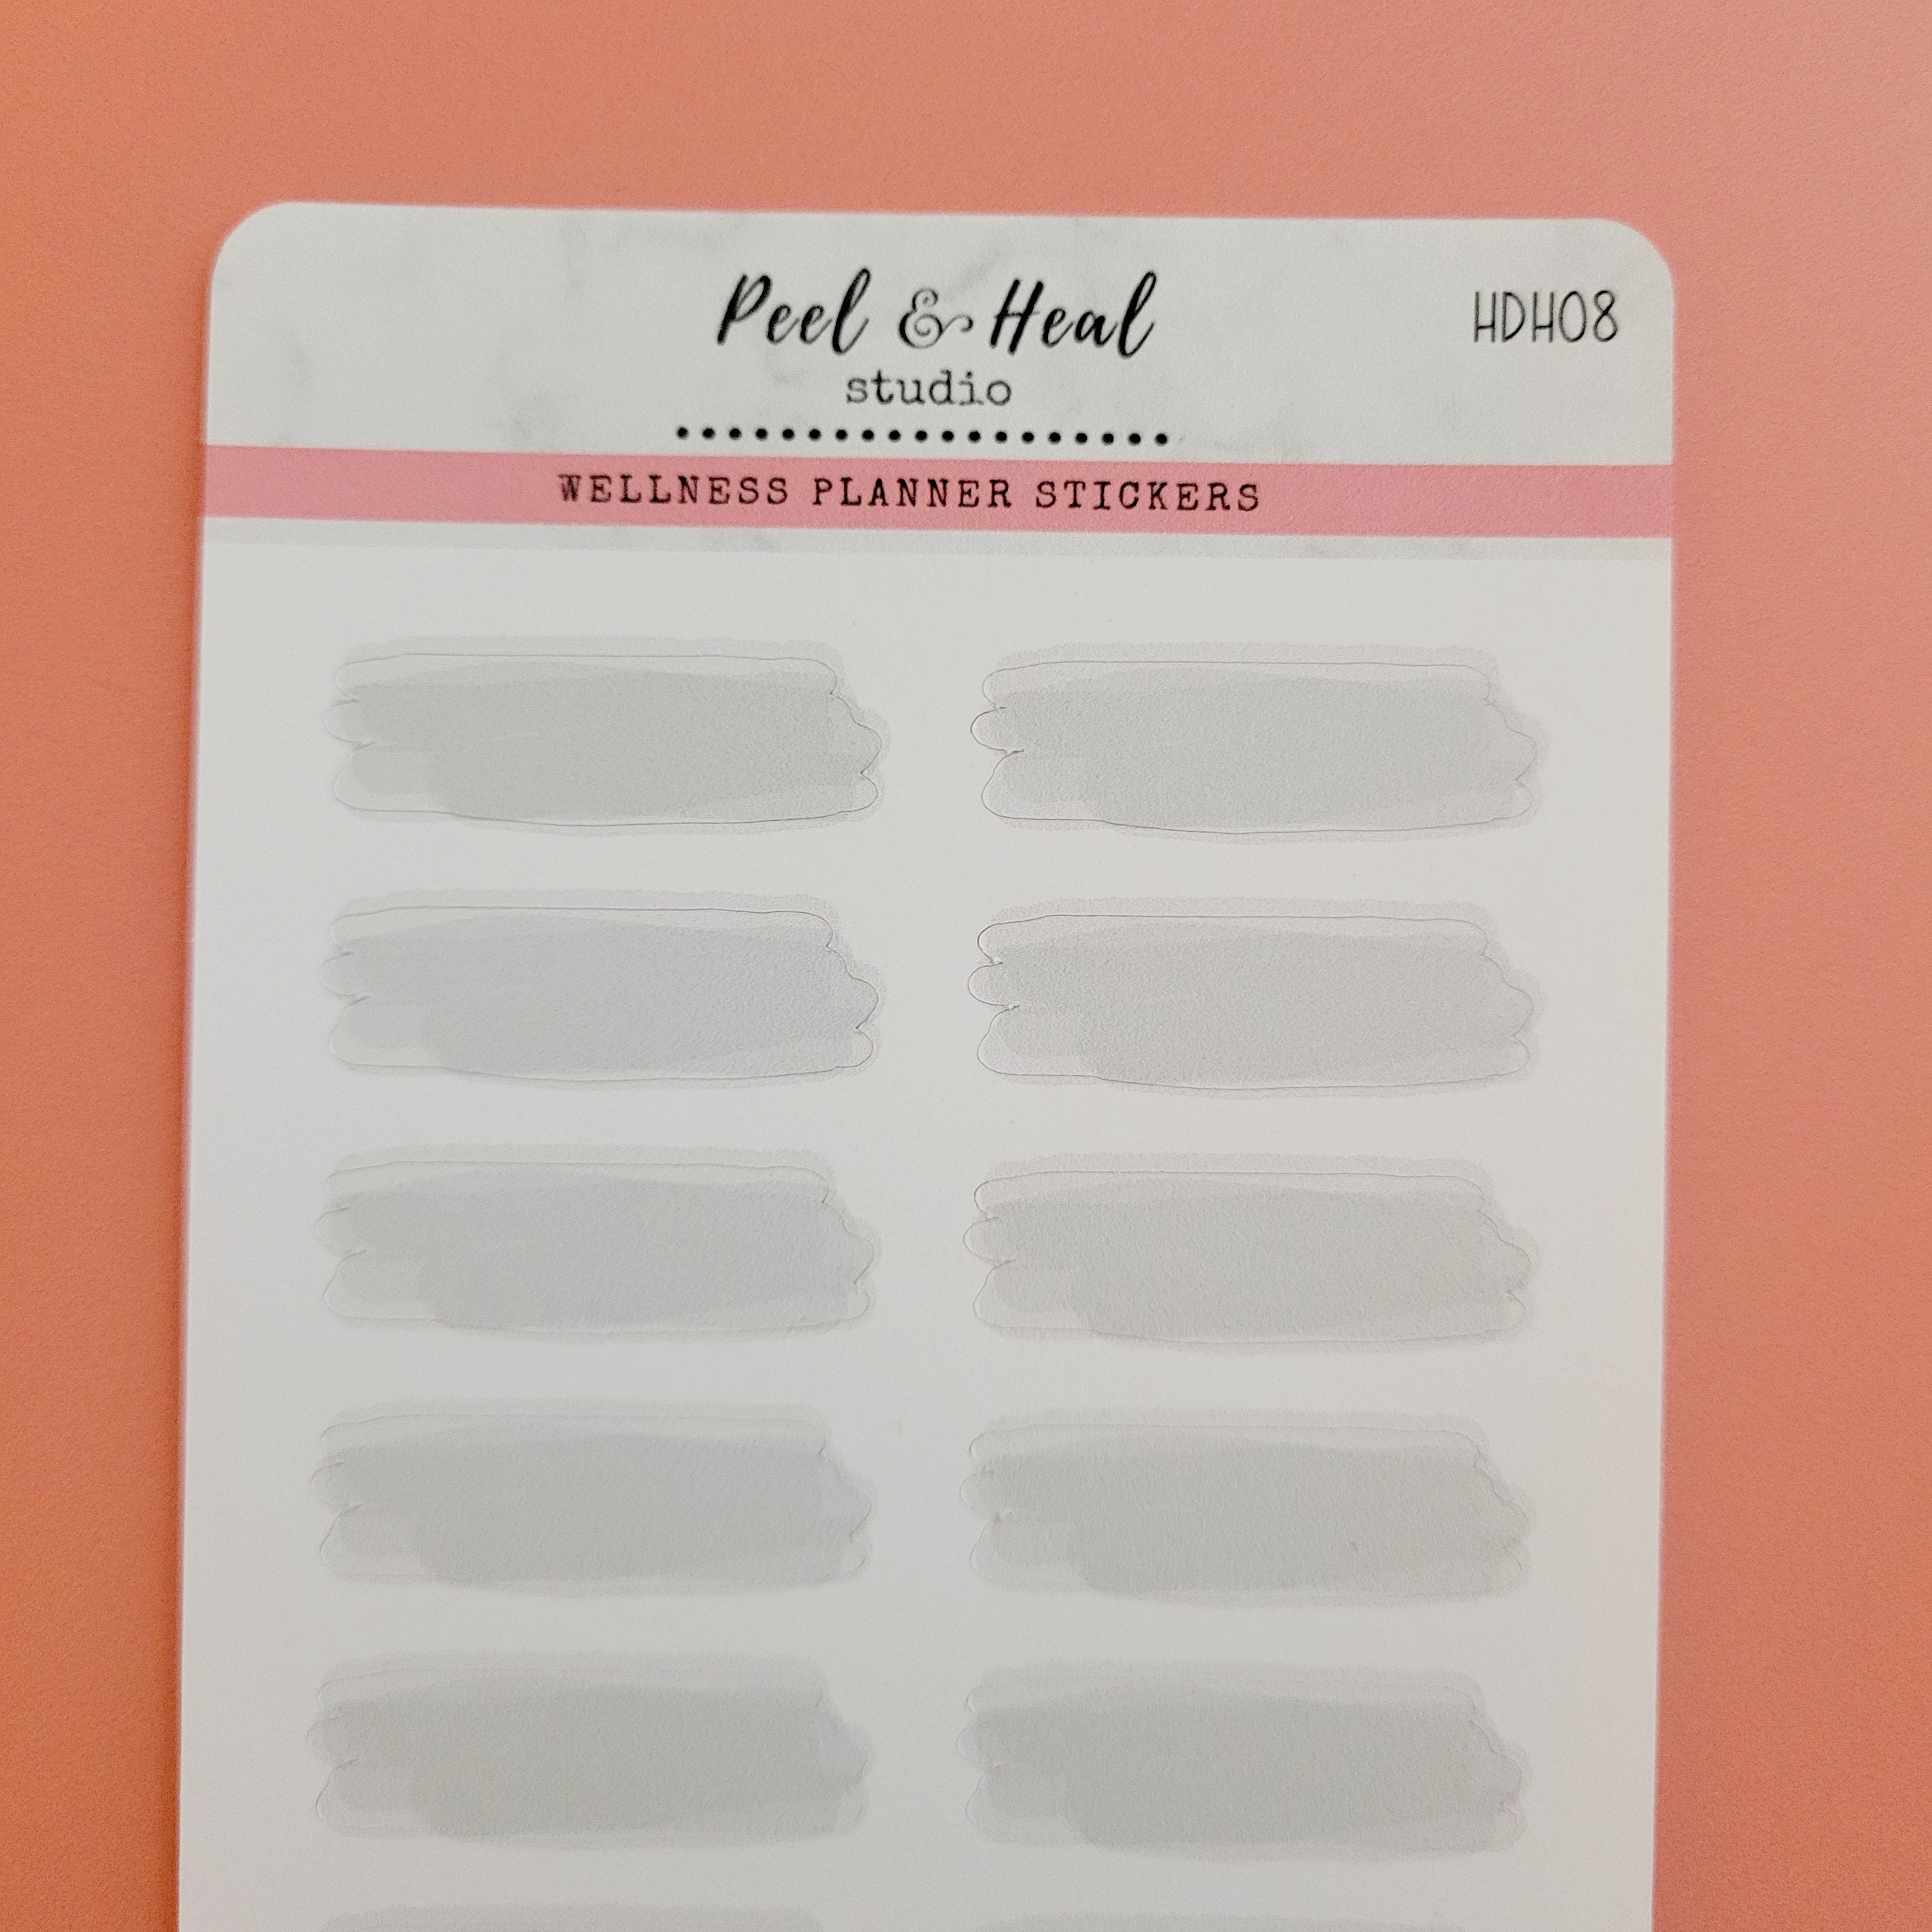 Peel & Heal
HDH08
studio
WELLNESS PLANNER STICKERS